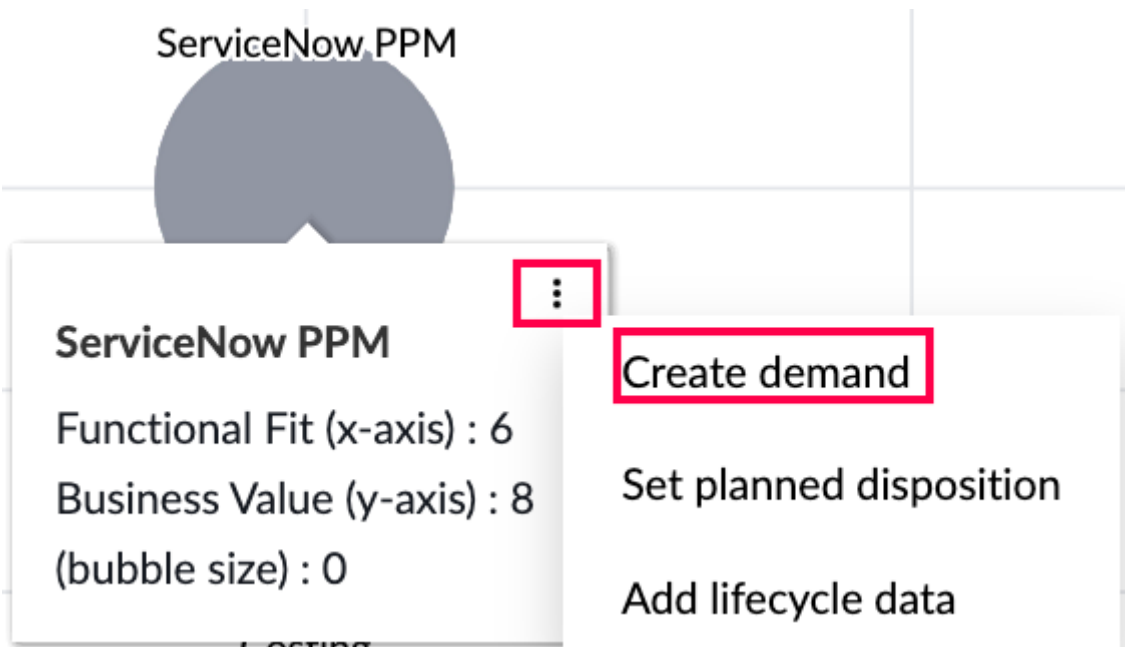 ServiceNow PPM
ServiceNow PPM
Functional Fit (x-axis) : 6
Business Value (y-axis) : 8
(bubble size) : 0
Create demand
Set planned disposition
Add lifecycle data